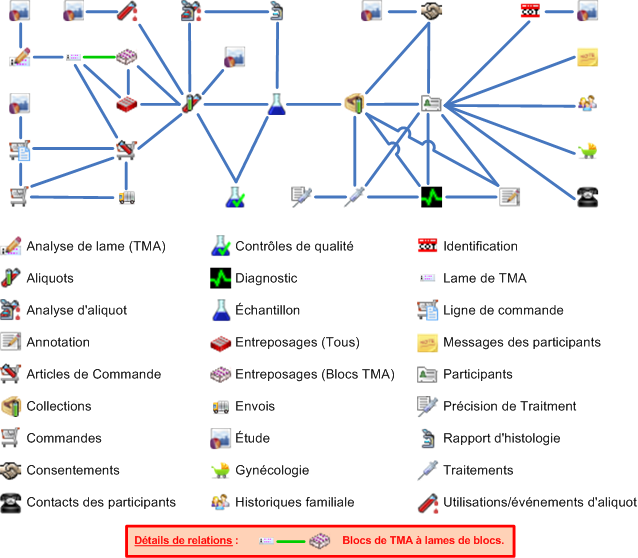 Analyse de lame (TMA)
Contrôles de qualité
Identification
Aliquots
Diagnostic
Lame de TMA
Analyse d'aliquot
Échantillon
Ligne de commande
Annotation
Entreposages (Tous)
Messages des participants
Articles de Commande
Entreposages (Blocs TMA)
Participants
Collections
Envois
Précision de Traitment
Commandes
Étude
Rapport d'histologie
Consentements
Gynécologie
Traitements
Contacts des participants
Historiques familiale
Utilisations/événements d'aliquot
Détails de relations : Blocs de TMA à lames de blocs.